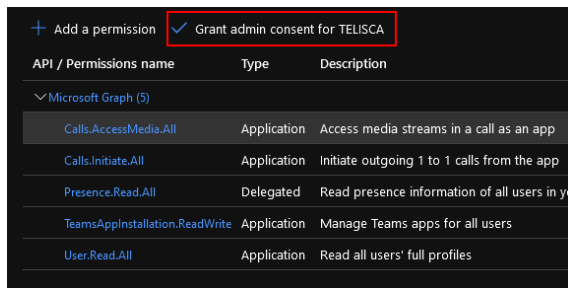 Add a permission Grant admin consent for TELISCA
API / Permissions name Type Description
Microsoft Graph (5)
Calls.AccessMedia.All Application Access media streams in a call as an app
Calls.Initiate.All Application Initiate outgoing 1 to 1 calls from the app
Presence.Read.All Delegated Read presence information of all users in
TeamsAppInstallation.ReadWrite Application Manage Teams apps for all users
User.Read.All Application Read all users' full profiles